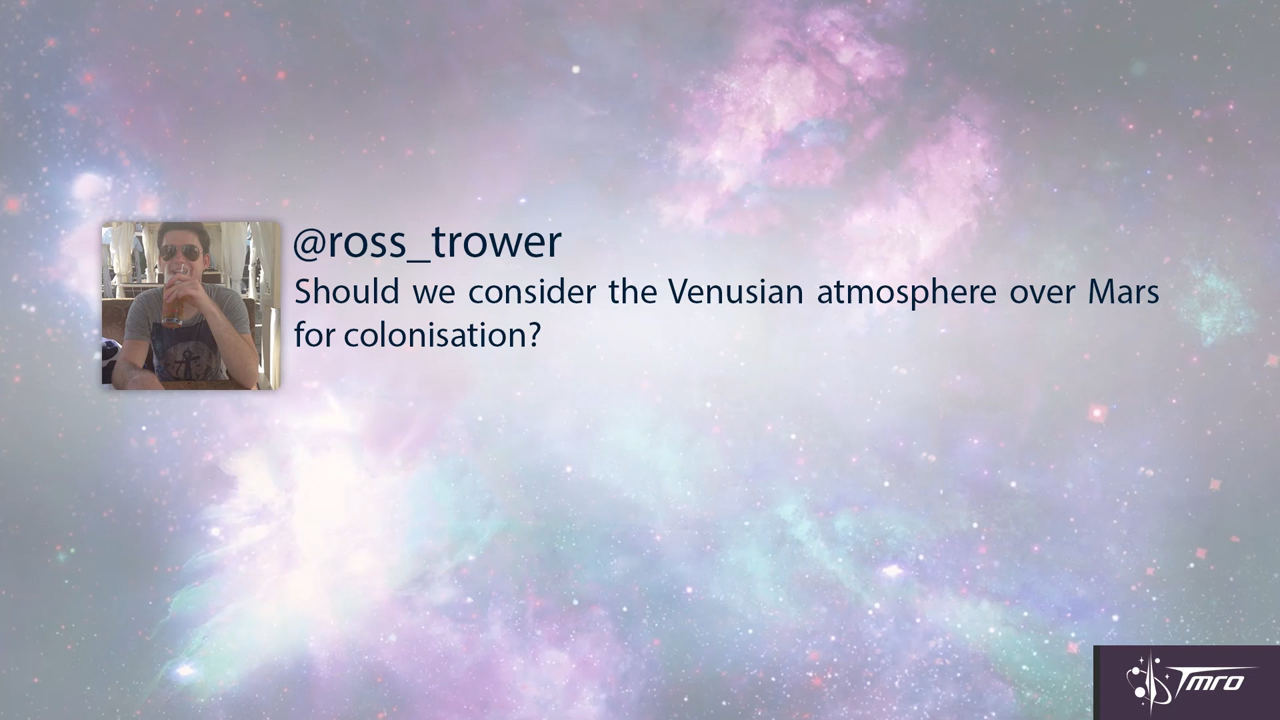 @ross_trower
Should we consider the Venusian atmosphere over Mars
for colonisation?
Tmro